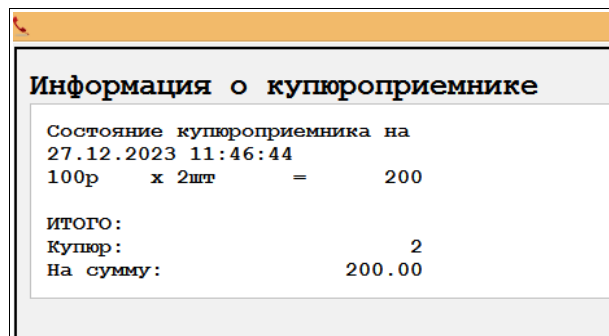 Информация о купюроприемнике
Состояние купюроприемника на
27.12.2023 11:46:44
100р x 2шт = 200
ИТОГО:
Купюр: 2
На сумму: 200.00